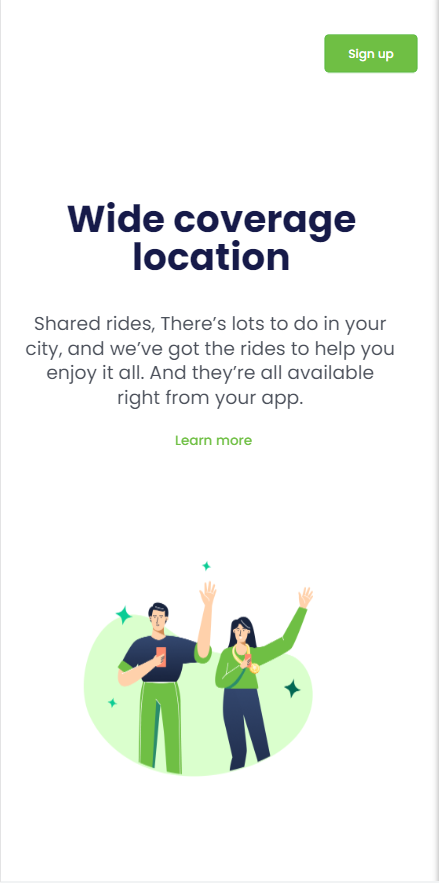 Sign up
Wide coverage
location
Shared rides, There’s lots to do in your
city, and we’ve got the rides to help you
enjoy it all. And they’re all available
right from your app.
Learn more